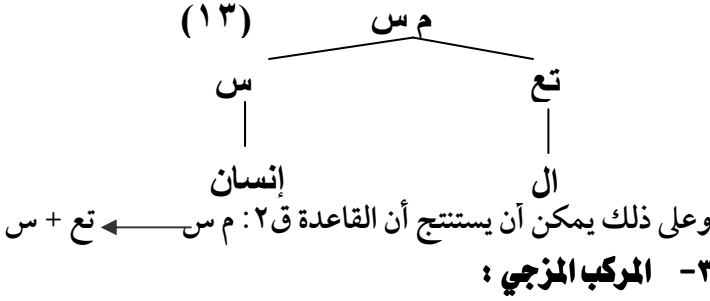 م س (١٣)
تع س
ال إنسان
وعلى ذلك يمكن أن يستنتج أن القاعدة ق٢: م س ← تع + س
٣- المركب المزجي :